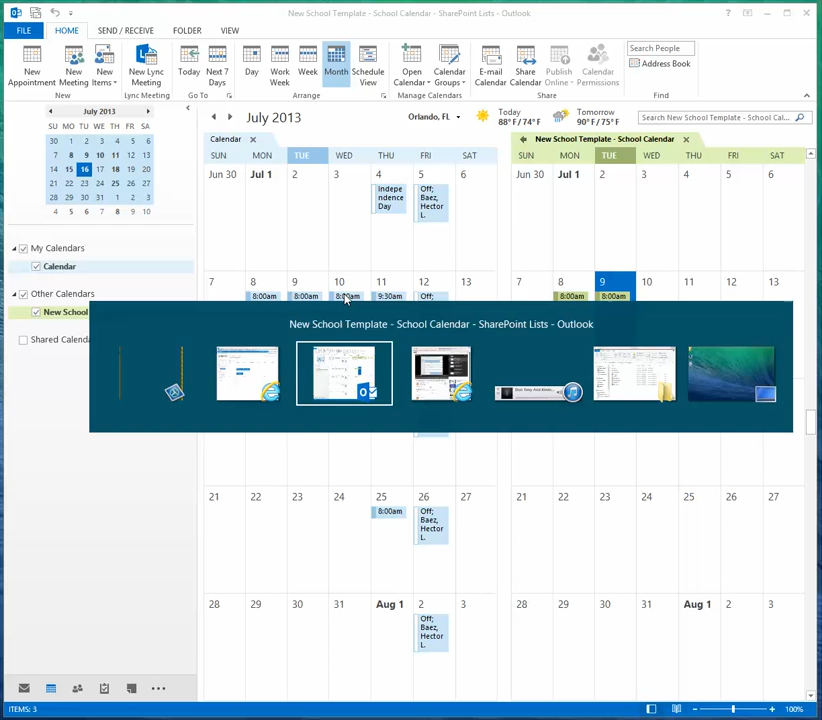 New School Template - School Calendar - SharePoint Lists - Outlook
FILE HOME SEND / RECEIVE FOLDER VIEW
New Appointment
New Meeting
New Items
New Lync Meeting
Today
Next 7 Days
Day
Work Week
Week
Month
Schedule View
Open Calendar
Calendar Groups
E-mail Calendar
Share Calendar
Publish Online
Calendar Permissions
Search People
Address Book
New Lync Meeting Go To Arrange Manage Calendars Share Find
July 2013
SU MO TU WE TH FR SA
30 1 2 3 4 5 6
7 8 9 10 11 12 13
14 15 16 17 18 19 20
21 22 23 24 25 26 27
28 29 30 31 1 2 3
4 5 6 7 8 9 10
My Calendars
Calendar
Other Calendars
New School
Shared Calenda
July 2013
Orlando, FL
Today
88°F / 74°F
Tomorrow
90°F / 75°F
Search New School Template - School Cal...
Calendar
New School Template - School Calendar
SUN MON TUE WED THU FRI SAT
SUN MON TUE WED THU FRI SAT
Jun 30 Jul 1 2 3 4 5 6
Jun 30 Jul 1 2 3 4 5 6
Indepe
ndence
Day
Off;
Baez,
Hector
L.
7 8 9 10 11 12 13
7 8 9 10 11 12 13
8:00am 8:00am 8:00am 9:30am Off;
8:00am 8:00am
New School Template - School Calendar - SharePoint Lists - Outlook
21 22 23 24 25 26 27
21 22 23 24 25 26 27
8:00am
Off;
Baez,
Hector
L.
28 29 30 31 Aug 1 2 3
28 29 30 31 Aug 1 2 3
Off;
Baez,
Hector
L.
ITEMS: 3
100%